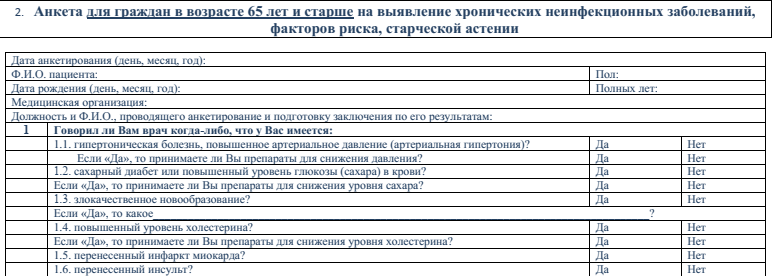 2. Анкета для граждан в возрасте 65 лет и старше на выявление хронических неинфекционных заболеваний,
факторов риска, старческой астении
Дата анкетирования (день, месяц, год):
Ф.И.О. пациента: Пол:
Дата рождения (день, месяц, год): Полных лет:
Медицинская организация:
Должность и Ф.И.О., проводящего анкетирование и подготовку заключения по его результатам:
1 Говорил ли Вам врач когда-либо, что у Вас имеется:
1.1. гипертоническая болезнь, повышенное артериальное давление (артериальная гипертония)? Да Нет
Если «Да», то принимаете ли Вы препараты для снижения давления? Да Нет
1.2. сахарный диабет или повышенный уровень глюкозы (сахара) в крови? Да Нет
Если «Да», то принимаете ли Вы препараты для снижения уровня сахара? Да Нет
1.3. злокачественное новообразование? Да Нет
Если «Да», то какое ?
1.4. повышенный уровень холестерина? Да Нет
Если «Да», то принимаете ли Вы препараты для снижения уровня холестерина? Да Нет
1.5. перенесенный инфаркт миокарда? Да Нет
1.6. перенесенный инсульт? Да Нет